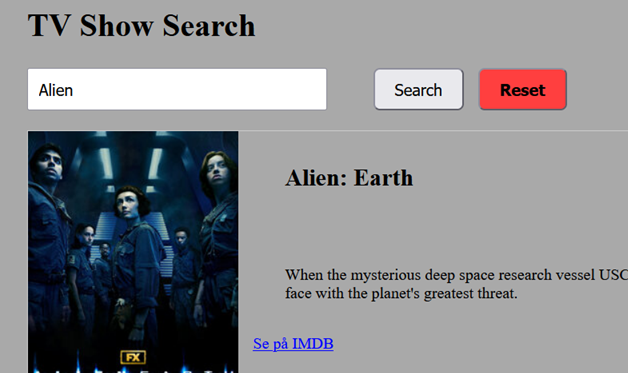 TV Show Search
Alien
Search
Reset
Alien: Earth
When the mysterious deep space research vessel USC
face with the planet's greatest threat.
Se på IMDB
FX